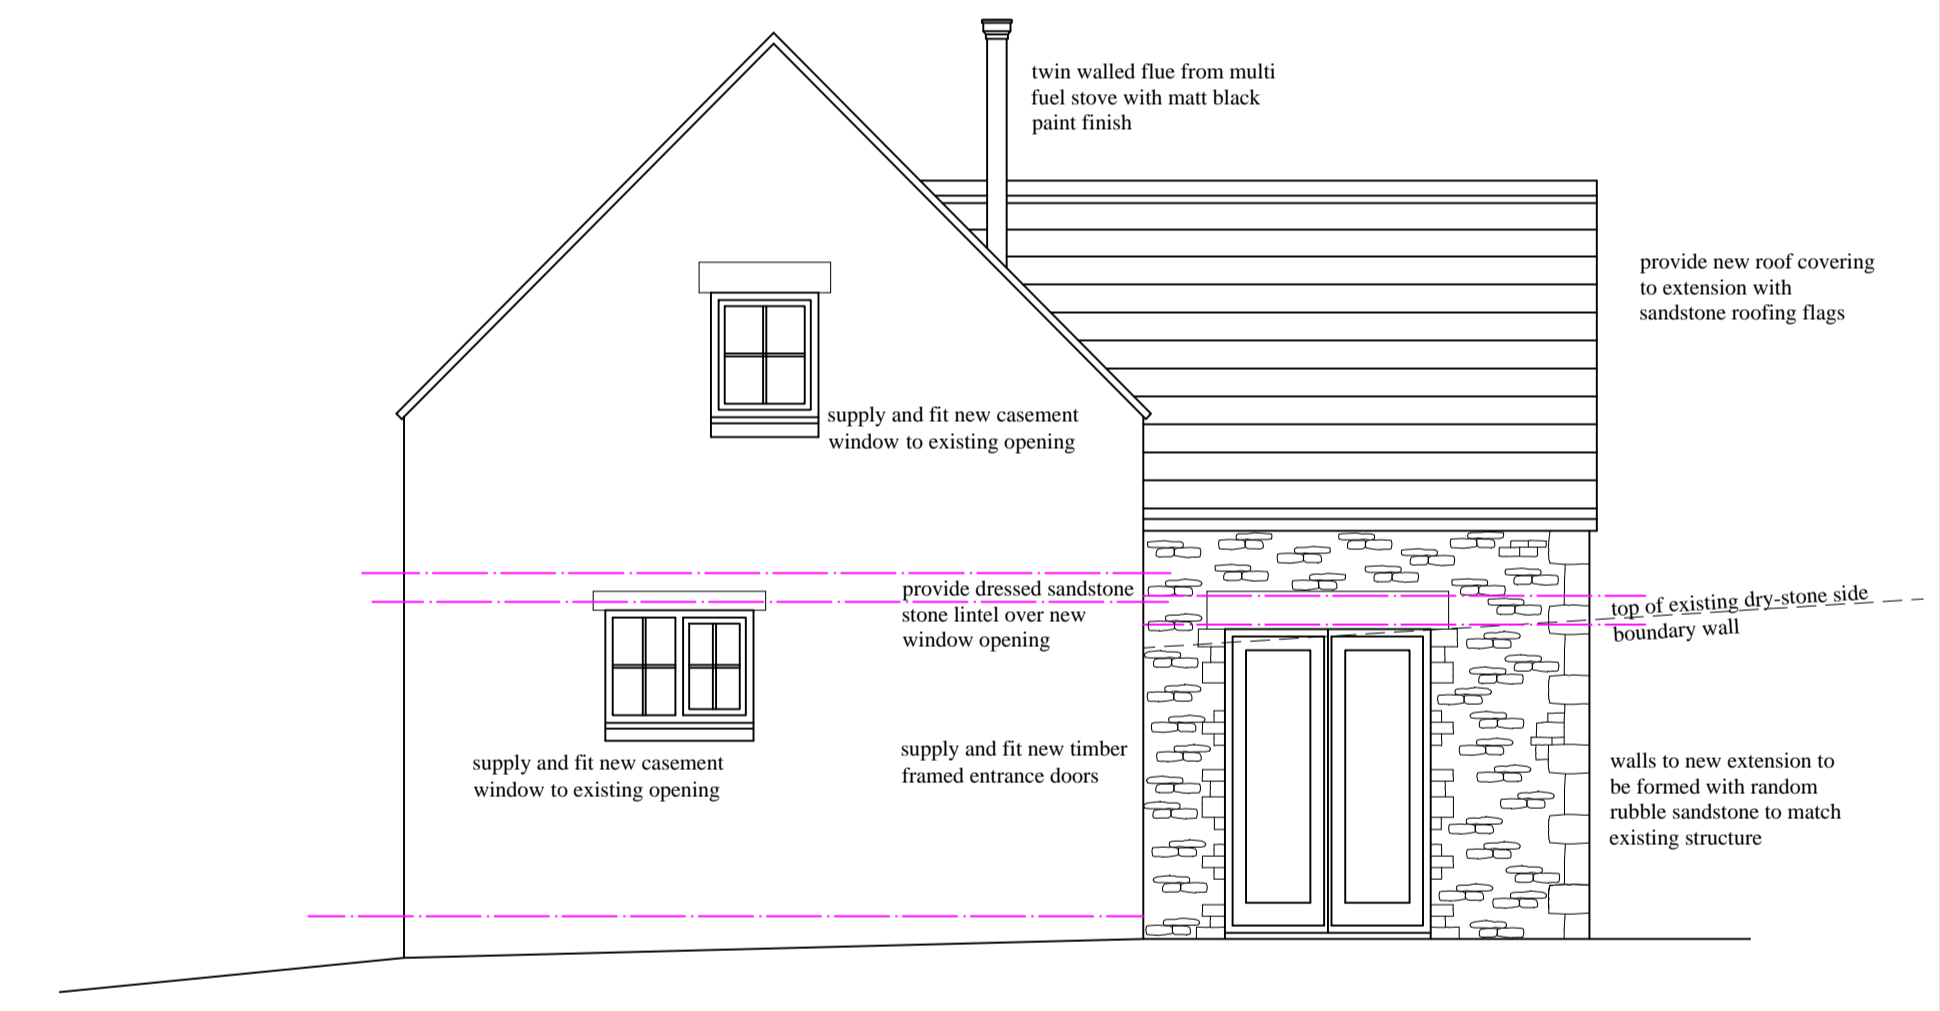 twin walled flue from multi
fuel stove with matt black
paint finish
provide new roof covering
to extension with
sandstone roofing flags
supply and fit new casement
window to existing opening
provide dressed sandstone
stone lintel over new
window opening
top of existing dry-stone side
boundary wall
supply and fit new casement
window to existing opening
supply and fit new timber
framed entrance doors
walls to new extension to
be formed with random
rubble sandstone to match
existing structure